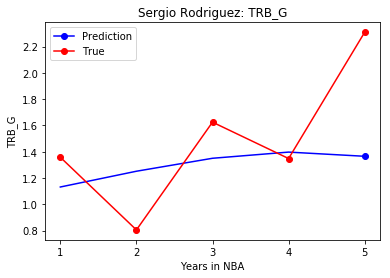 Sergio Rodriguez: TRB_G
Prediction
True
TRB_G
2.2
2.0
1.8
1.6
1.4
1.2
1.0
0.8
1 2 3 4 5
Years in NBA